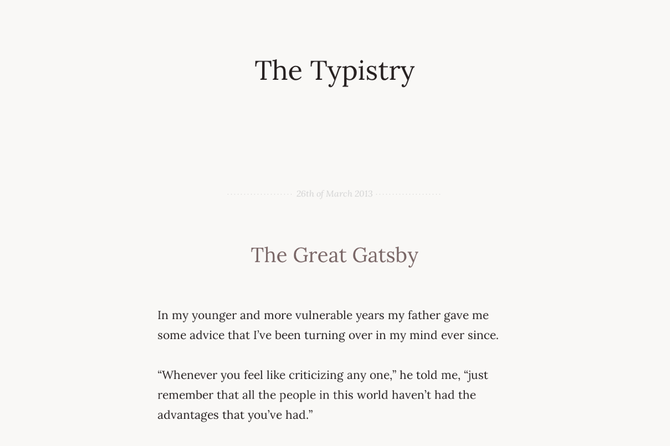 The Typistry
26th of March 2013
The Great Gatsby
In my younger and more vulnerable years my father gave me
some advice that I’ve been turning over in my mind ever since.
“Whenever you feel like criticizing any one,” he told me, “just
remember that all the people in this world haven’t had the
advantages that you’ve had.”